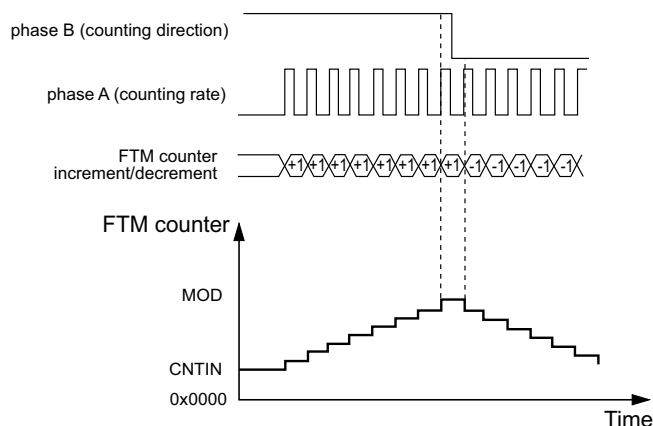 phase B (counting direction)
phase A (counting rate)
FTM counter
increment/decrement
+1 +1 +1 +1 +1 +1 +1 +1 -1 -1 -1 -1 -1
FTM counter
MOD
CNTIN
0x0000
Time